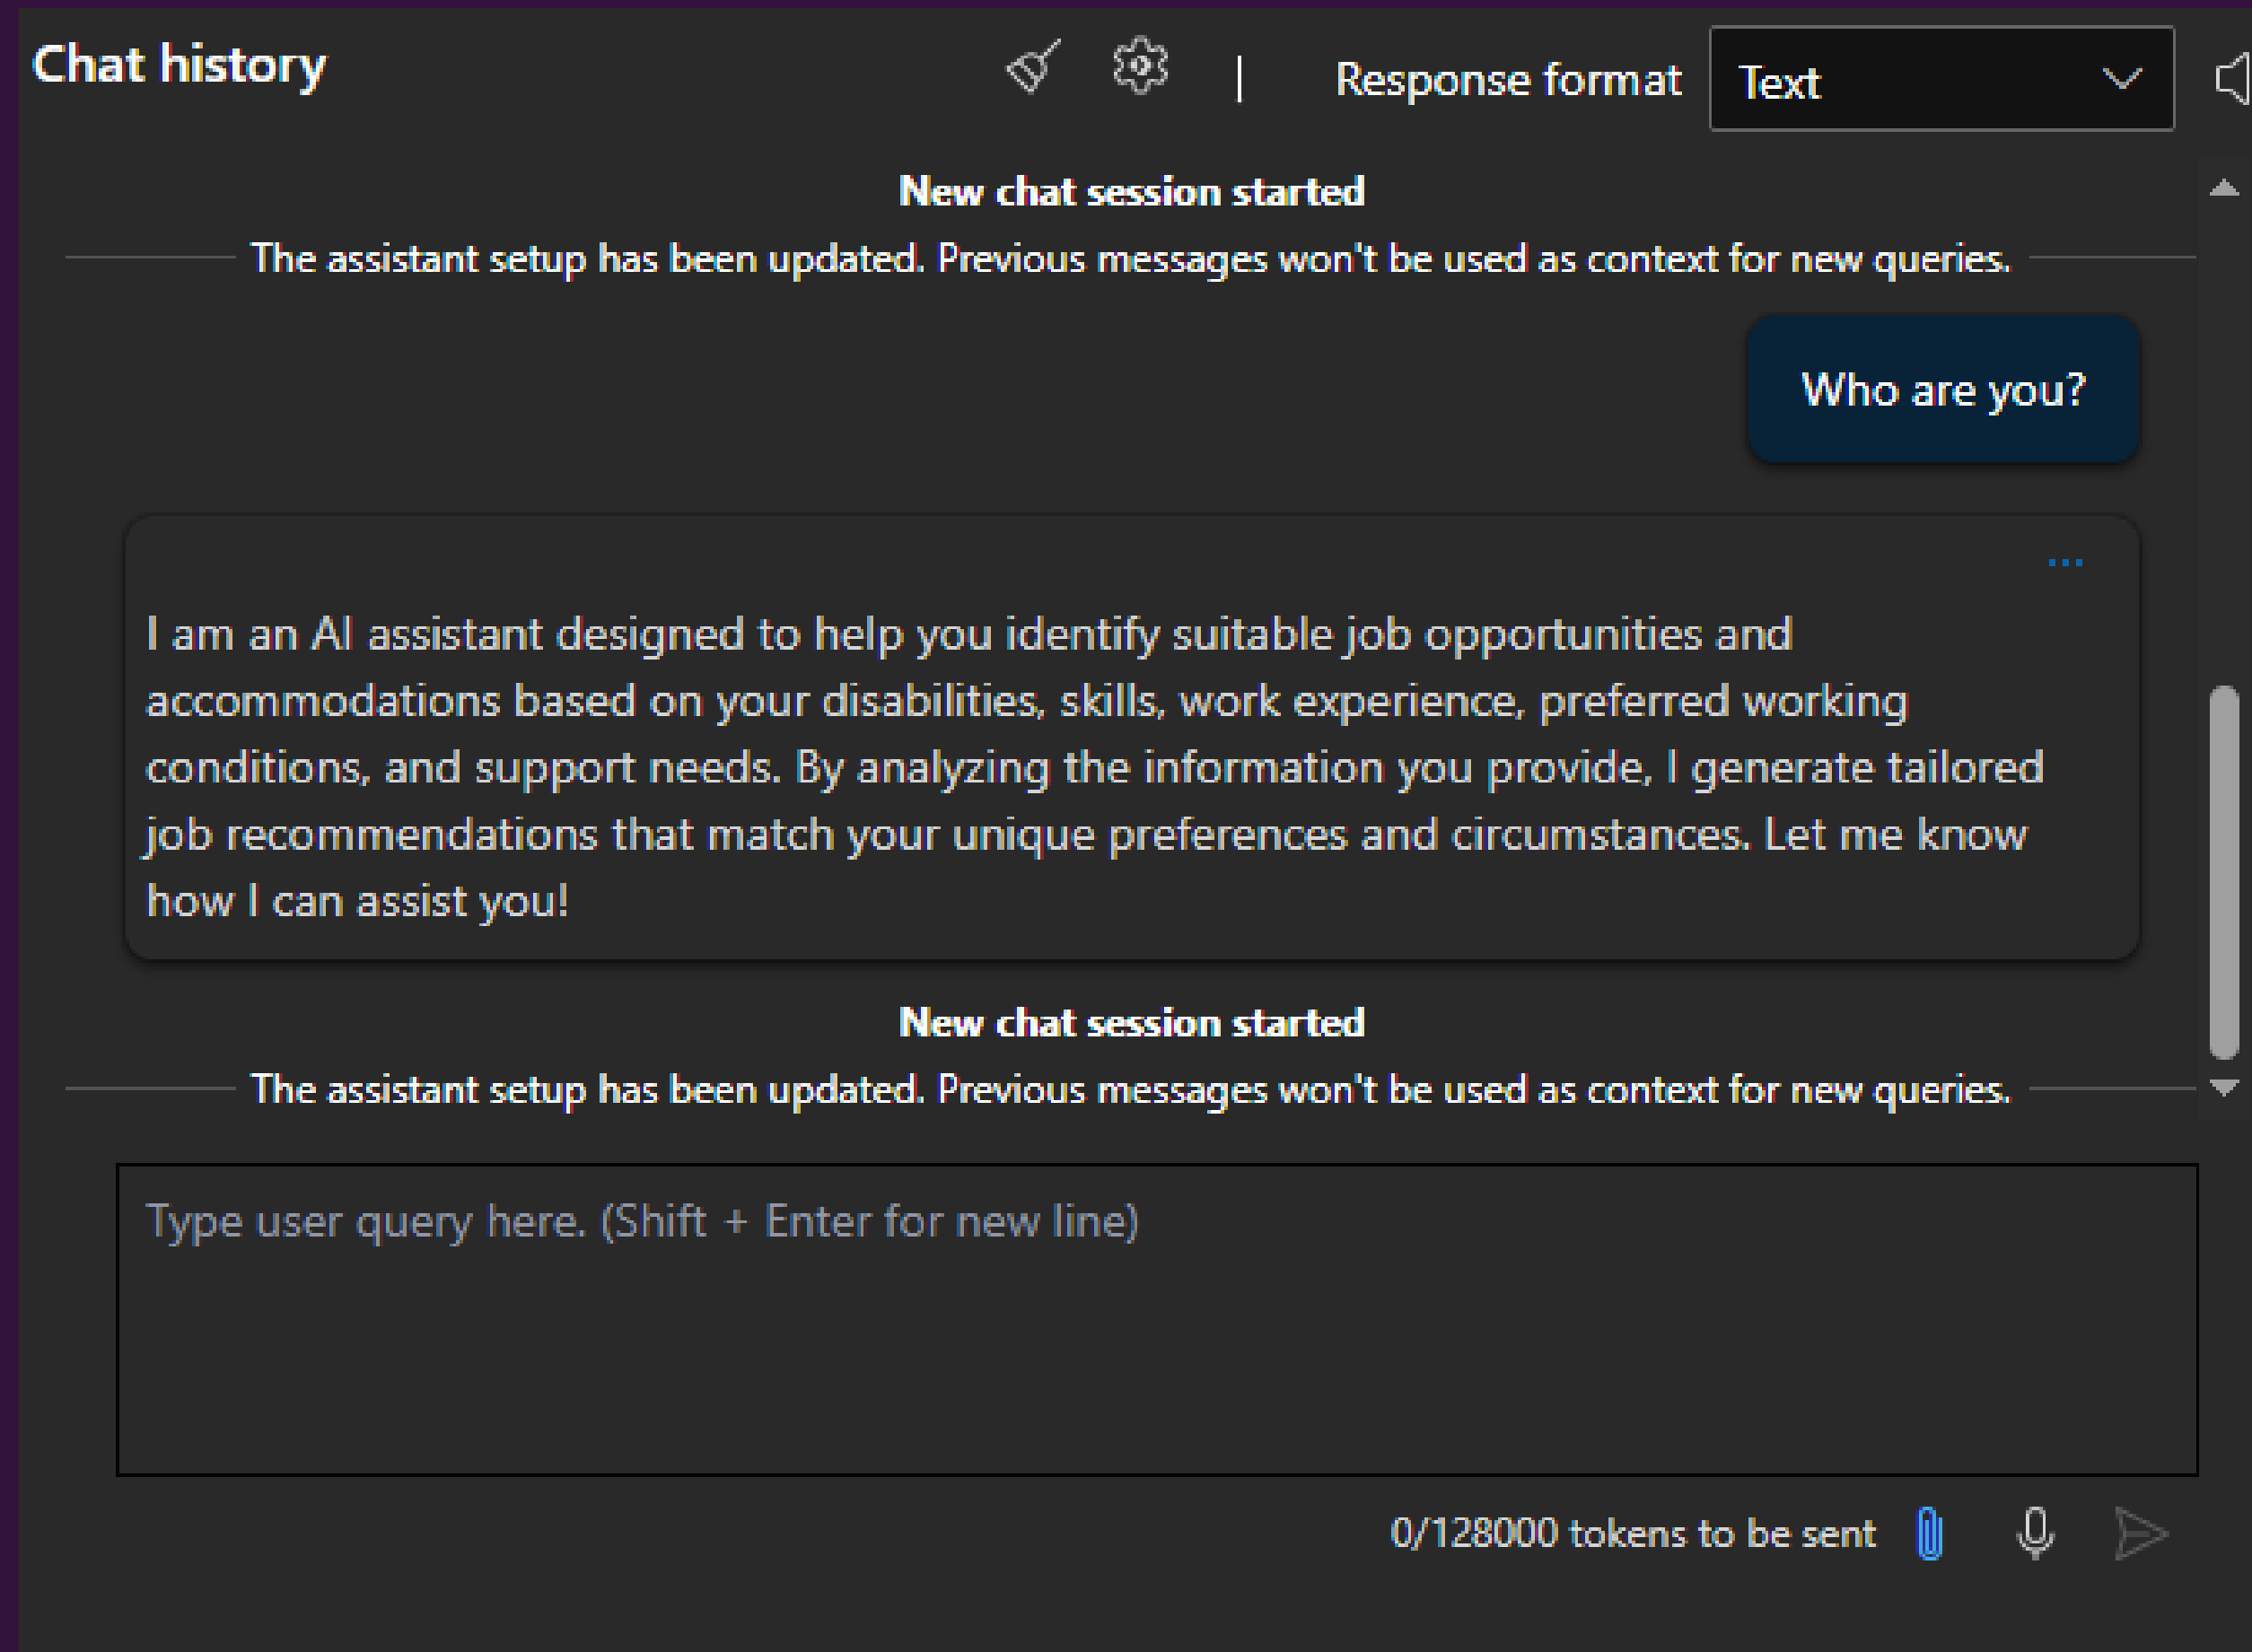 Chat history
Response format
Text
New chat session started
The assistant setup has been updated. Previous messages won't be used as context for new queries.
Who are you?
...
I am an AI assistant designed to help you identify suitable job opportunities and
accommodations based on your disabilities, skills, work experience, preferred working
conditions, and support needs. By analyzing the information you provide, I generate tailored
job recommendations that match your unique preferences and circumstances. Let me know
how I can assist you!
New chat session started
The assistant setup has been updated. Previous messages won't be used as context for new queries.
Type user query here. (Shift + Enter for new line)
0/128000 tokens to be sent